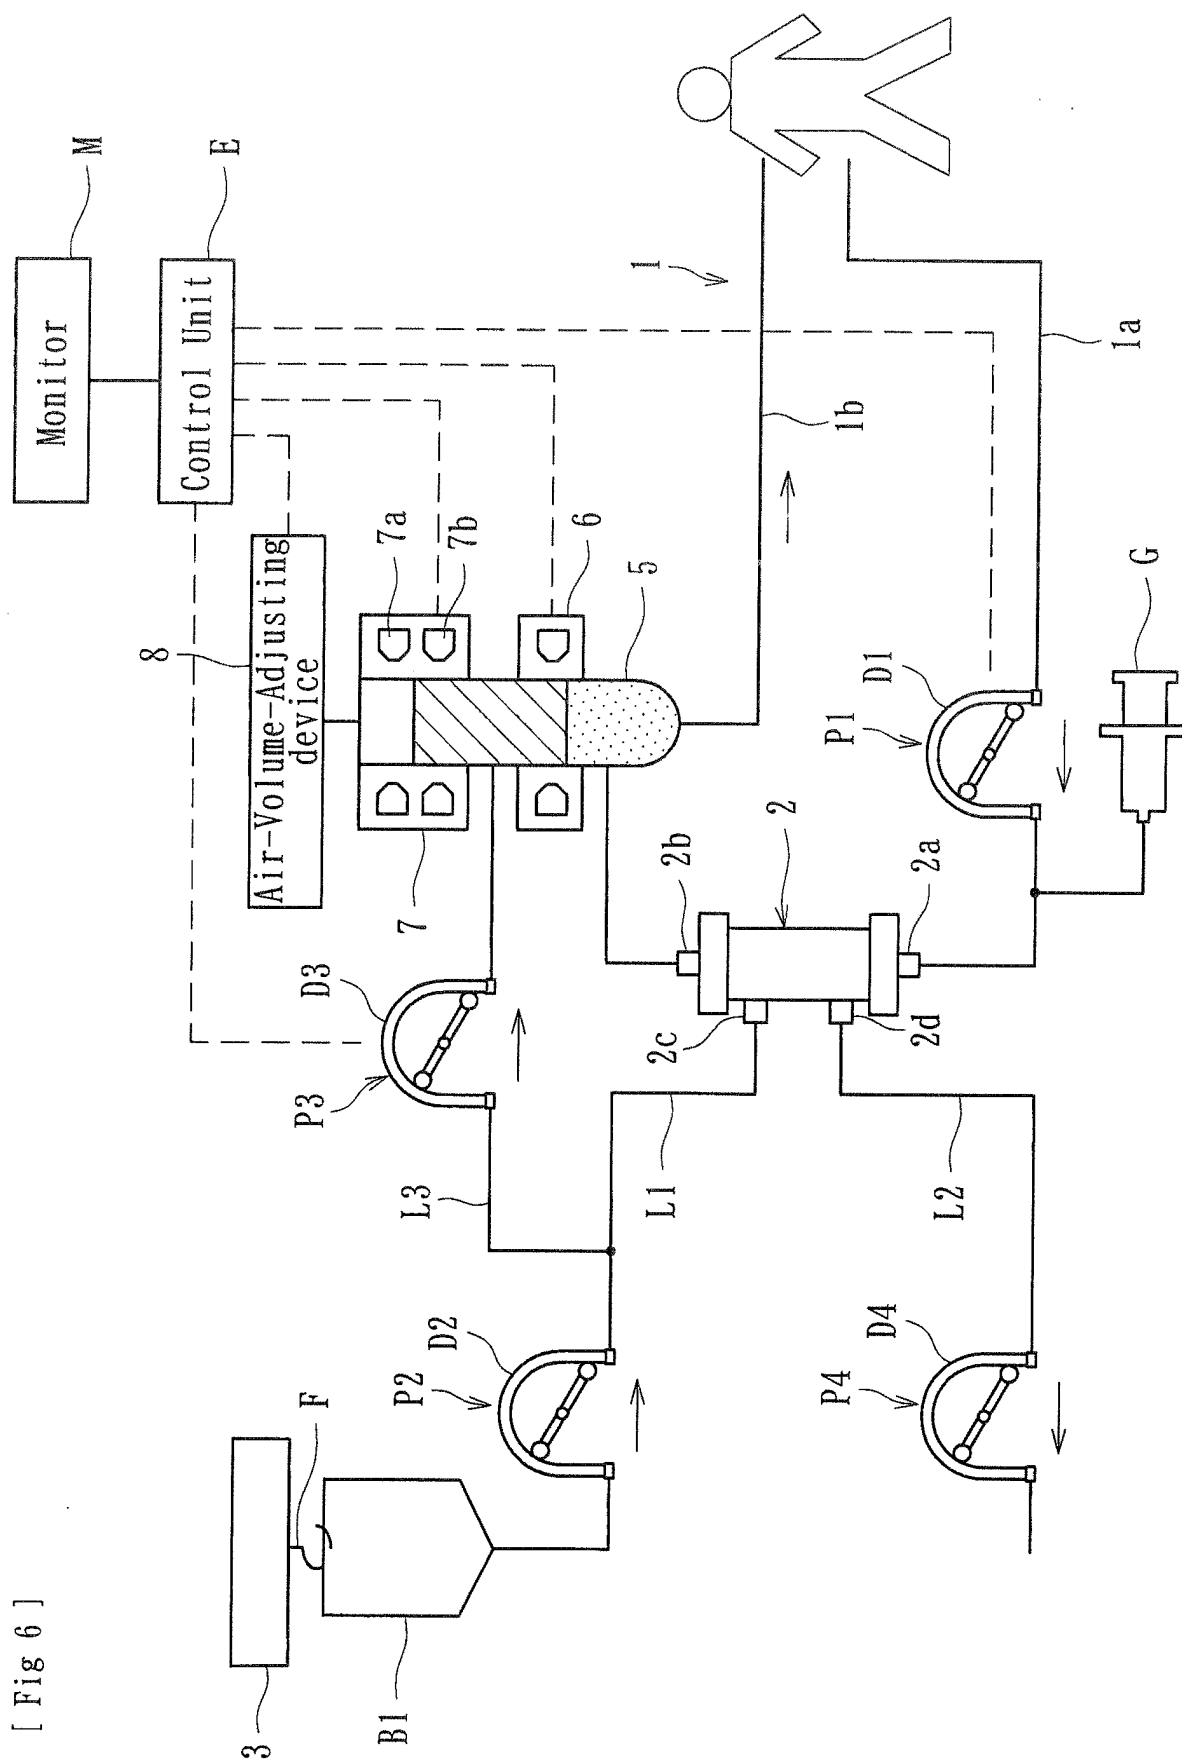 [ Fig 6 ]
3
F
B1
P2
D2
P4
D4
L3
L1
L2
P3
D3
2c
2d
2b
2a
2
7
8
Air-Volume-Adjusting
device
7a
7b
6
5
P1
D1
G
Monitor
M
Control Unit
E
1
1b
1a